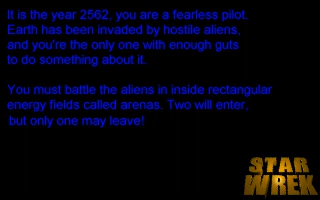 It is the year 2562, you are a fearless pilot.
Earth has been invaded by hostile aliens,
and you're the only one with enough guts
to do something about it.
You must battle the aliens in inside rectangular
energy fields called arenas. Two will enter,
but only one may leave!
STAR
WREK